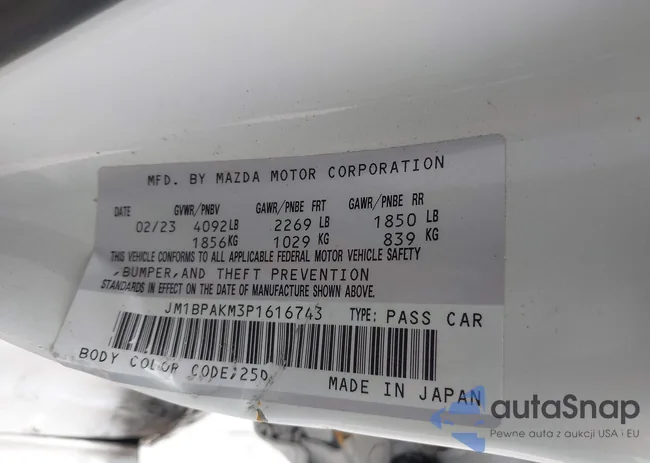 MFD. BY MAZDA MOTOR CORPORATION
DATE GVWR/PNBV GAWR/PNBE FRT GAWR/PNBE RR
02/23 4092LB 2269 LB 1850 LB
1856KG 1029 KG 839 KG
THIS VEHICLE CONFORMS TO ALL APPLICABLE FEDERAL MOTOR VEHICLE SAFETY
,BUMPER,AND THEFT PREVENTION
STANDARDS IN EFFECT ON THE DATE OF MANUFACTURE SHOWN ABOVE.
JM1BPAKM3P1616743 TYPE: PASS CAR
BODY COLOR CODE;25D
MADE IN JAPAN
autaSnap
Pewne auta z aukcji USA i EU